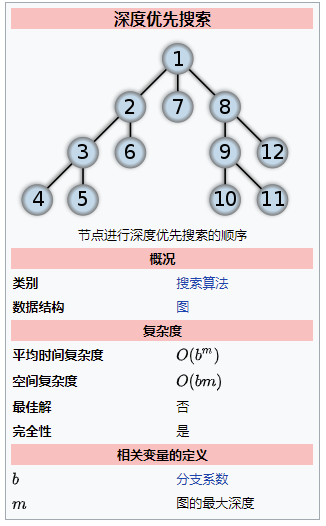 深度优先搜索
1
2 7 8
3 6 9 12
4 5 10 11
节点进行深度优先搜索的顺序
概况
类别 搜索算法
数据结构 图
复杂度
平均时间复杂度 O(b^m)
空间复杂度 O(bm)
最佳解 否
完全性 是
相关变量的定义
b 分支系数
m 图的最大深度